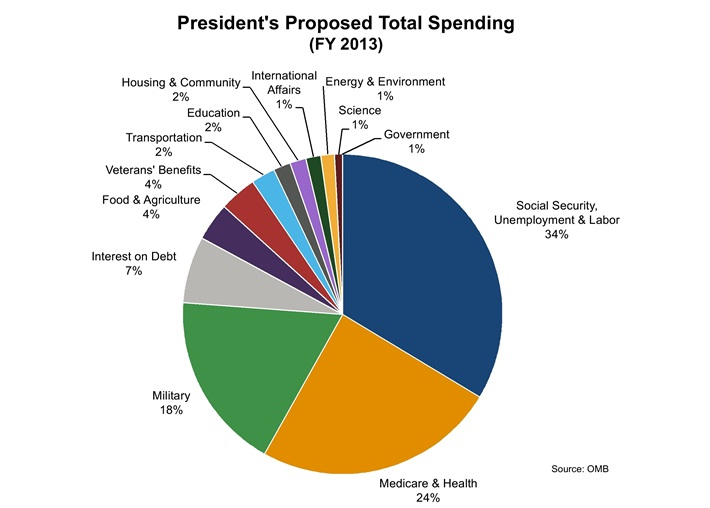 President's Proposed Total Spending
(FY 2013)
International
Affairs
1%
Housing & Community
2%
Energy & Environment
1%
Education
2%
Science
1%
Transportation
2%
Government
1%
Veterans' Benefits
4%
Food & Agriculture
4%
Social Security,
Unemployment & Labor
34%
Interest on Debt
7%
Military
18%
Medicare & Health
24%
Source: OMB